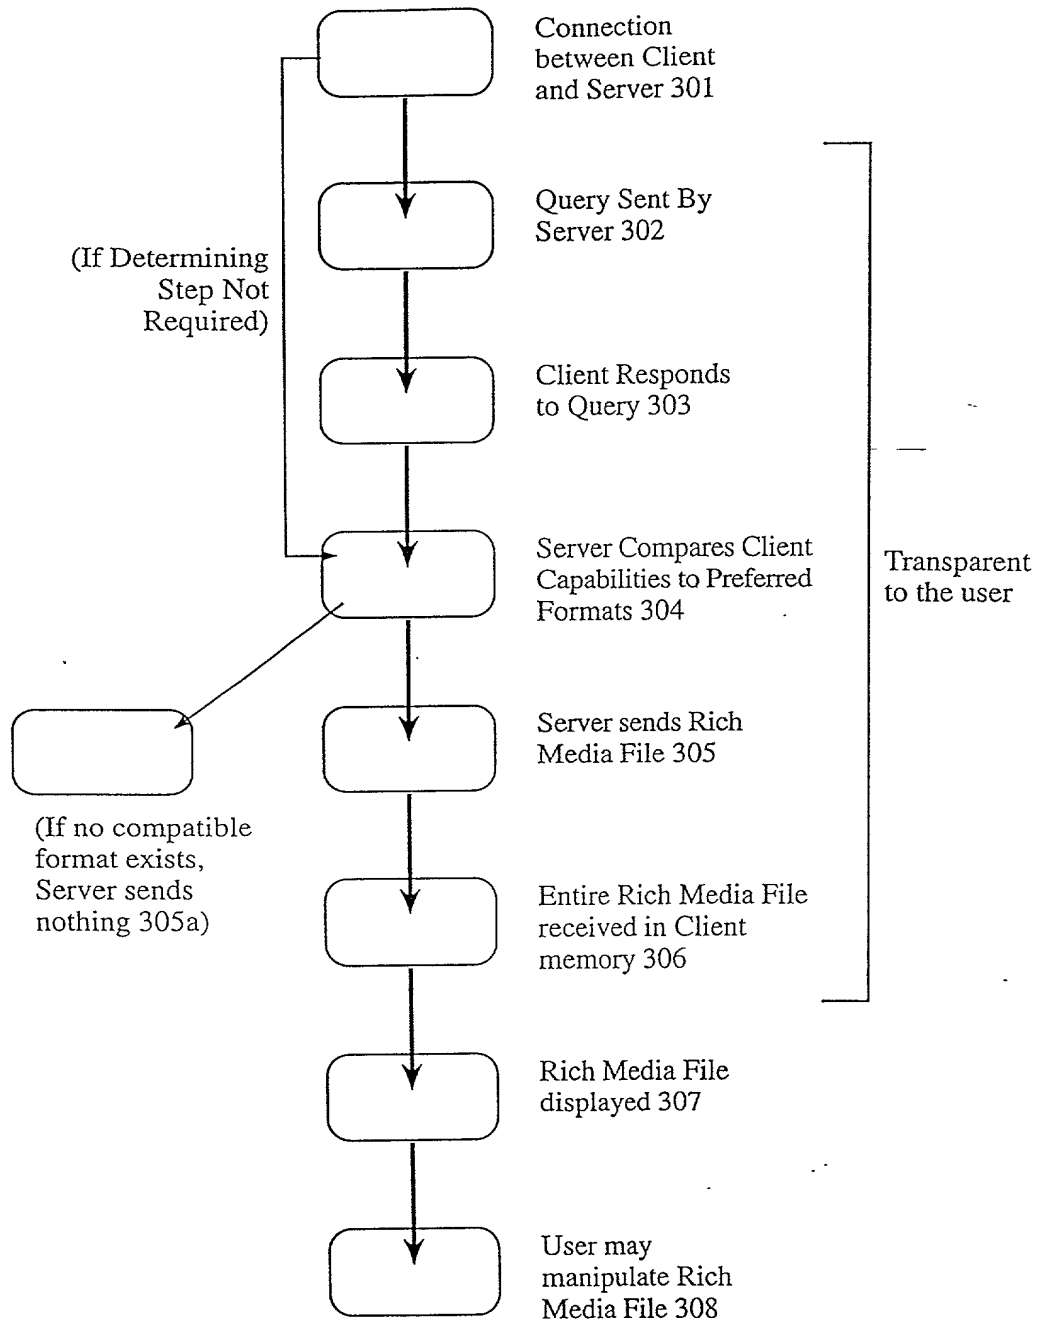 Connection
between Client
and Server 301
Query Sent By
Server 302
(If Determining
Step Not
Required)
Client Responds
to Query 303
Server Compares Client
Capabilities to Preferred
Formats 304
Transparent
to the user
Server sends Rich
Media File 305
(If no compatible
format exists,
Server sends
nothing 305a)
Entire Rich Media File
received in Client
memory 306
Rich Media File
displayed 307
User may
manipulate Rich
Media File 308